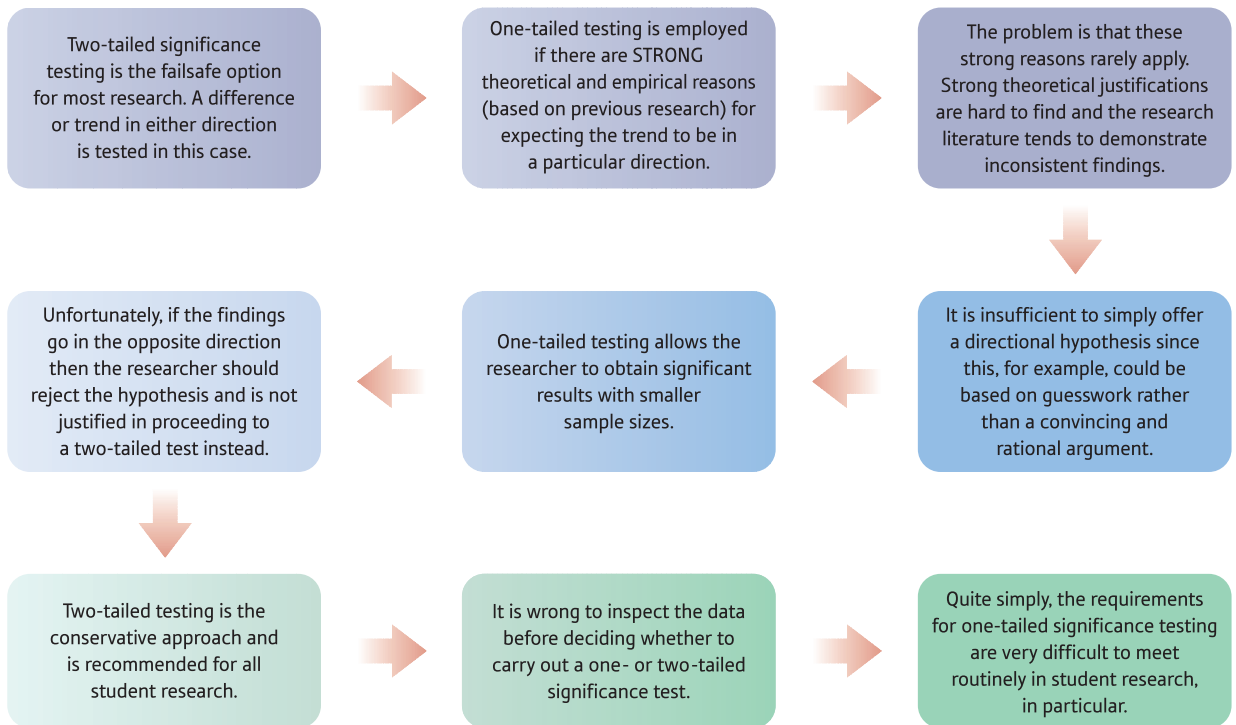 Two-tailed significance
testing is the failsafe option
for most research. A difference
or trend in either direction
is tested in this case.
One-tailed testing is employed
if there are STRONG
theoretical and empirical reasons
(based on previous research) for
expecting the trend to be in
a particular direction.
The problem is that these
strong reasons rarely apply.
Strong theoretical justifications
are hard to find and the research
literature tends to demonstrate
inconsistent findings.
It is insufficient to simply offer
a directional hypothesis since
this, for example, could be
based on guesswork rather
than a convincing and
rational argument.
One-tailed testing allows the
researcher to obtain significant
results with smaller
sample sizes.
Unfortunately, if the findings
go in the opposite direction
then the researcher should
reject the hypothesis and is not
justified in proceeding to
a two-tailed test instead.
Two-tailed testing is the
conservative approach and
is recommended for all
student research.
It is wrong to inspect the data
before deciding whether to
carry out a one- or two-tailed
significance test.
Quite simply, the requirements
for one-tailed significance testing
are very difficult to meet
routinely in student research,
in particular.